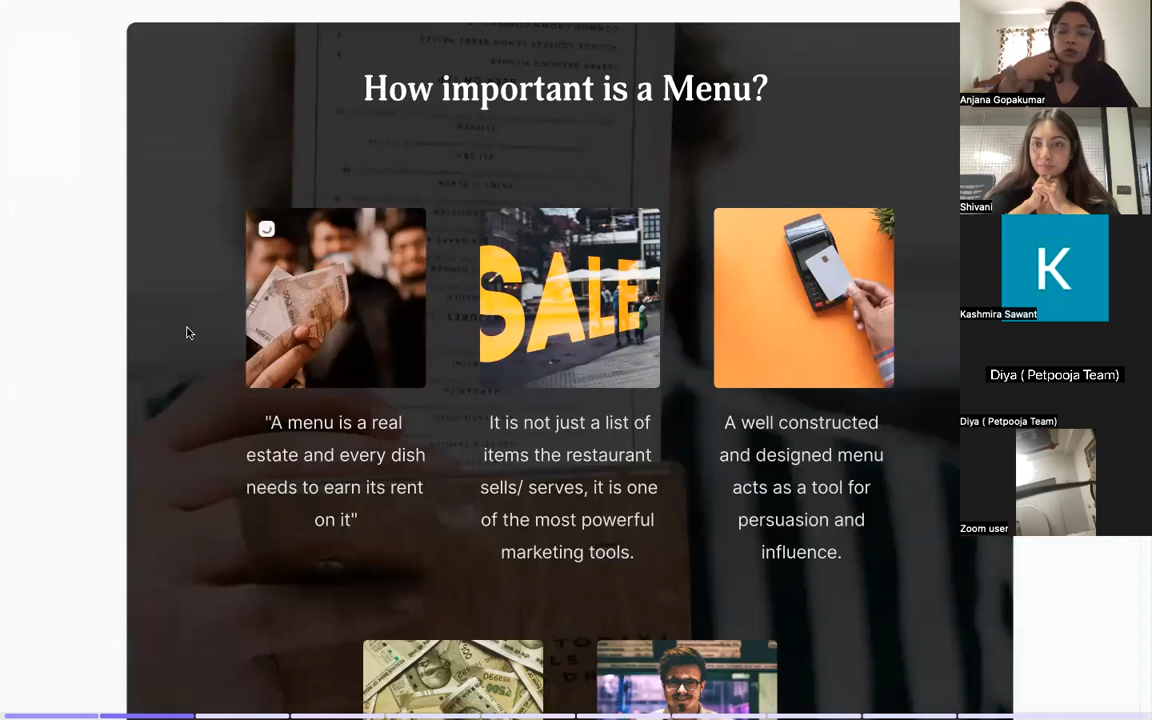 How important is a Menu?
SALE
"A menu is a real
estate and every dish
needs to earn its rent
on it"
It is not just a list of
items the restaurant
sells/ serves, it is one
of the most powerful
marketing tools.
A well constructed
and designed menu
acts as a tool for
persuasion and
influence.
Anjana Gopakumar
Shivani
K
Kashmira Sawant
Diya ( Petpooja Team)
Diya ( Petpooja Team)
Zoom user